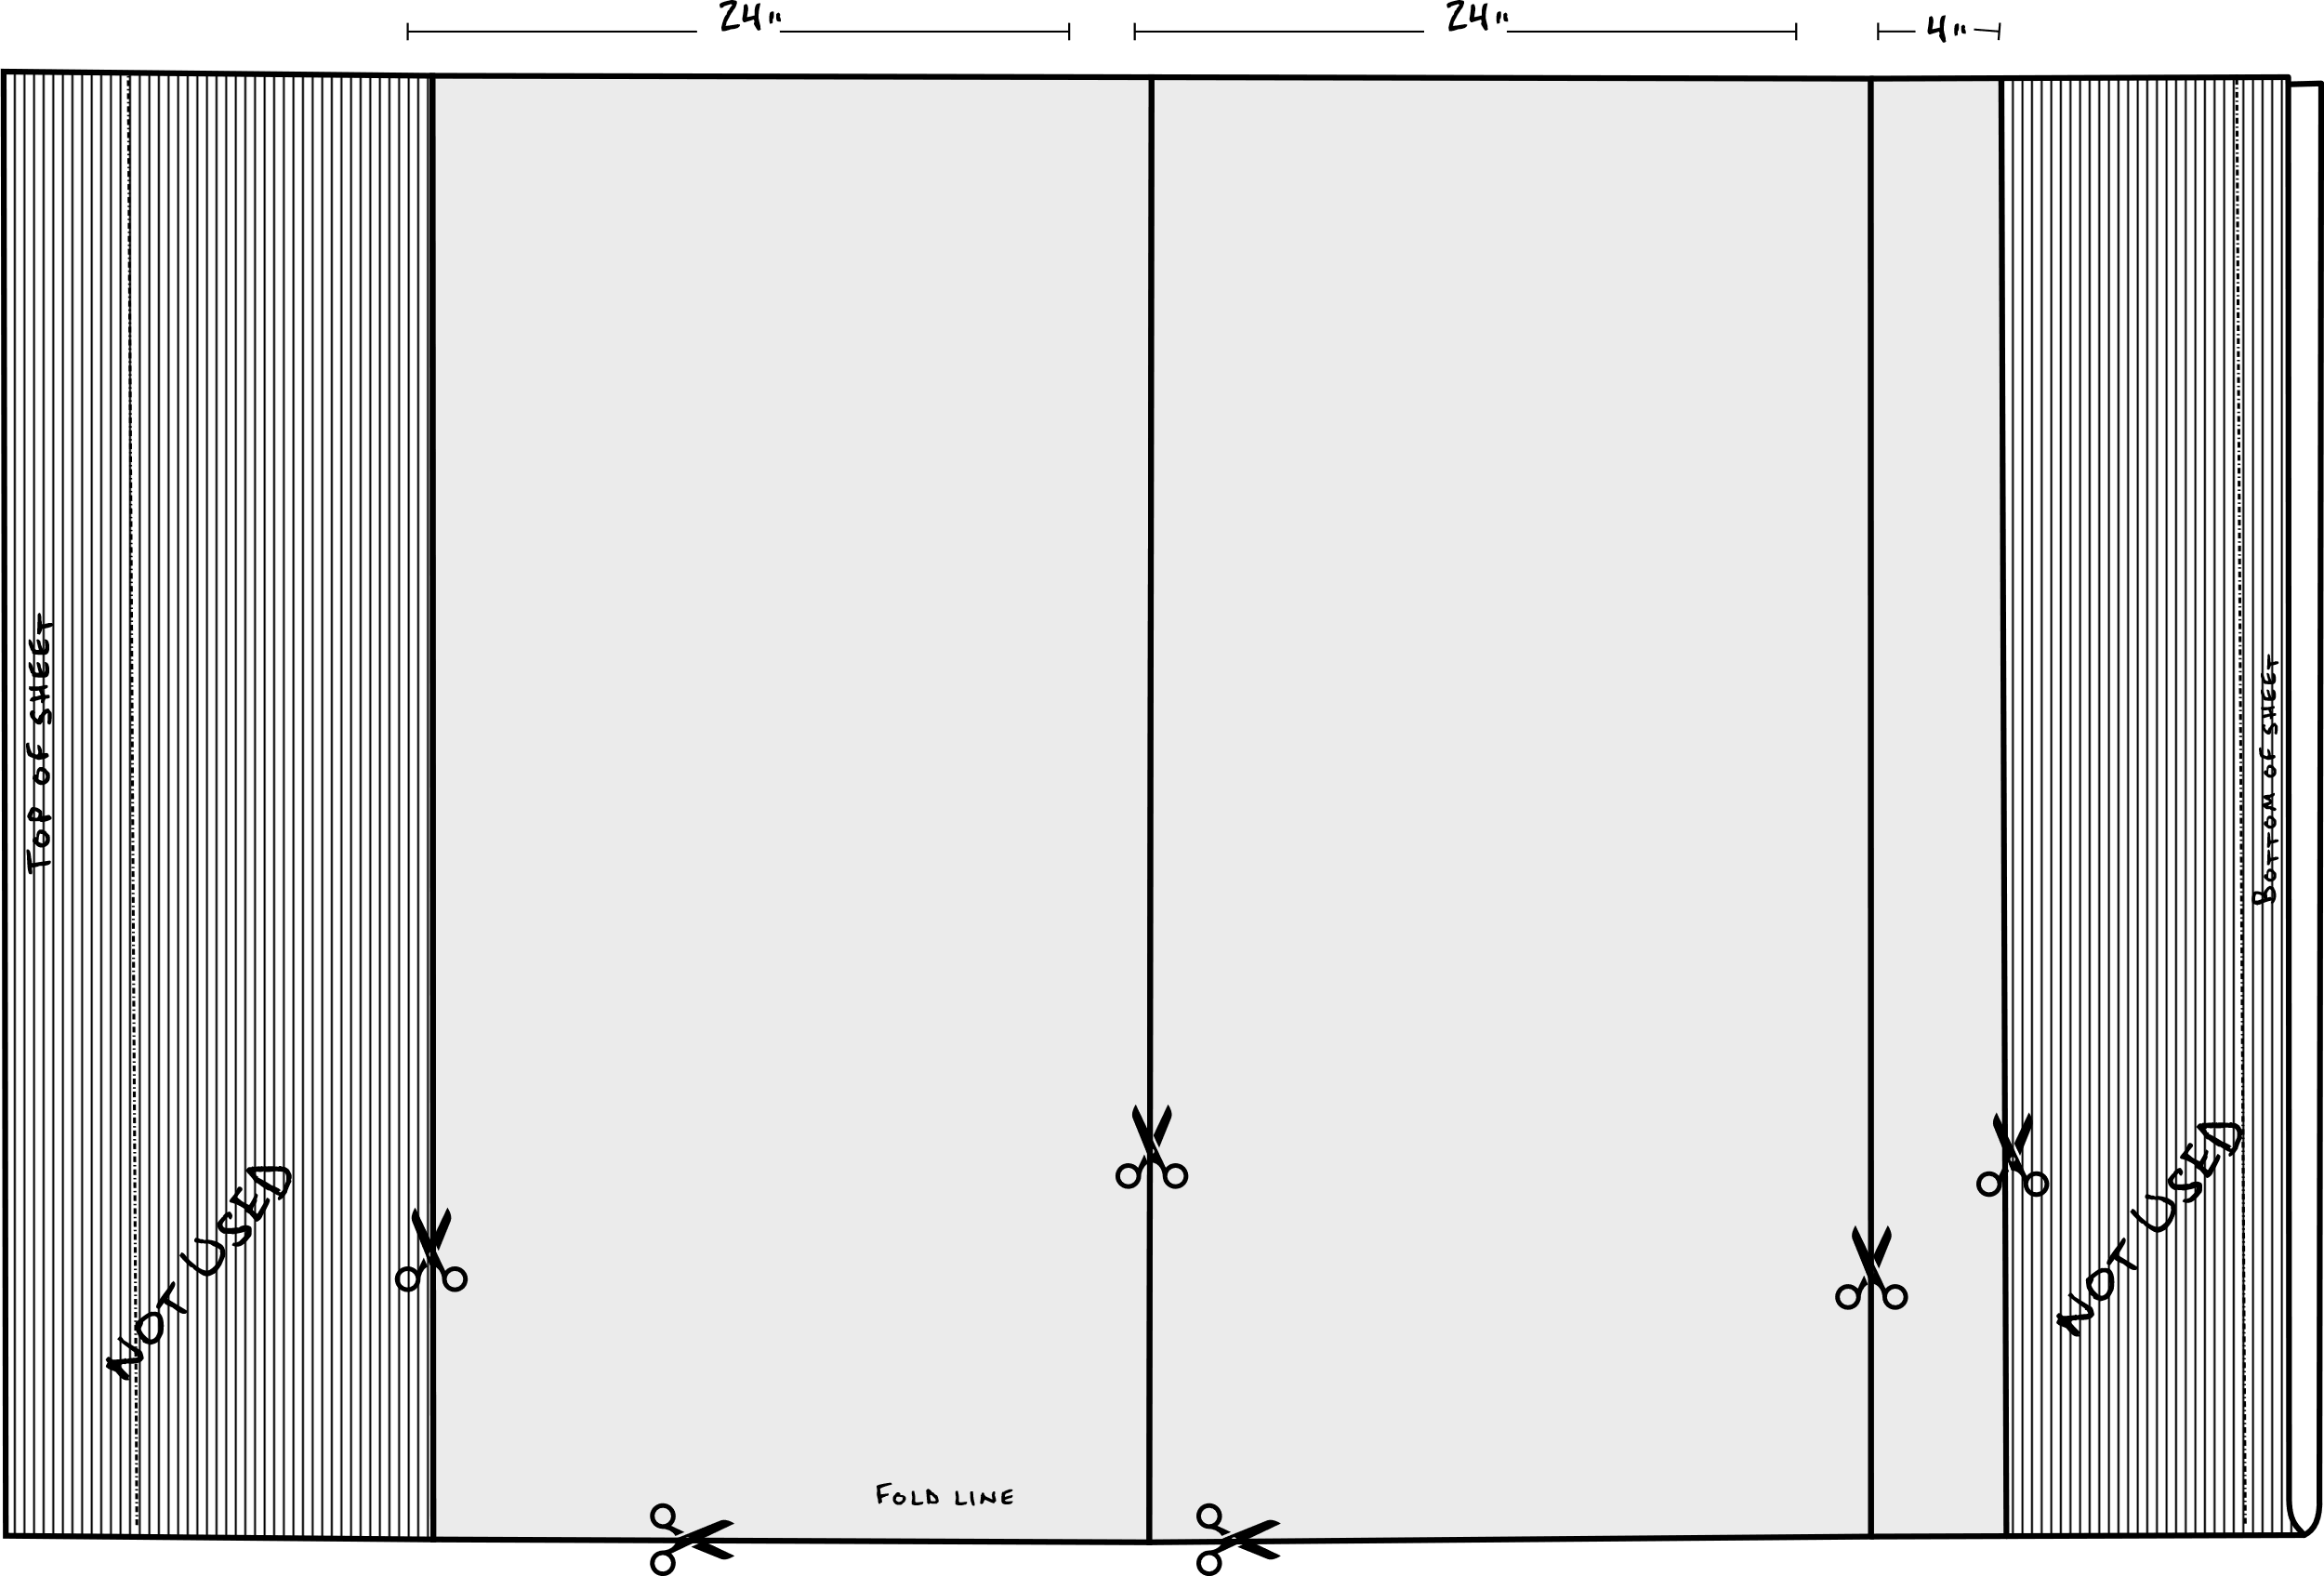 24"
24"
4"
TOP OF SHEET
BOTTOM OF SHEET
NOT USED
NOT USED
FOLD LINE